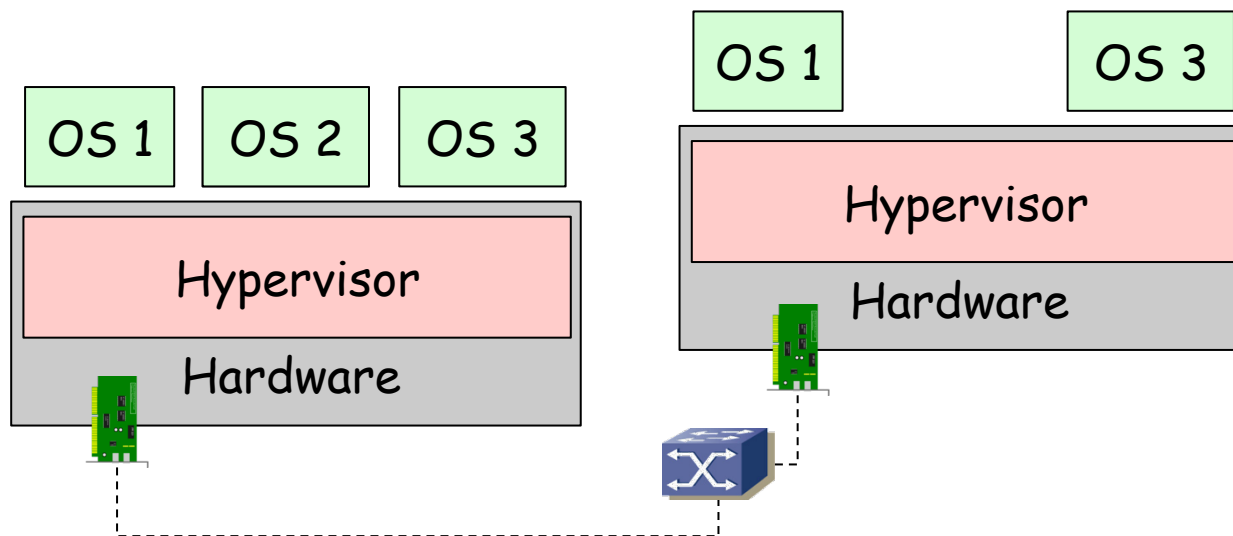 OS 1 OS 2 OS 3
Hypervisor
Hardware
OS 1 OS 3
Hypervisor
Hardware